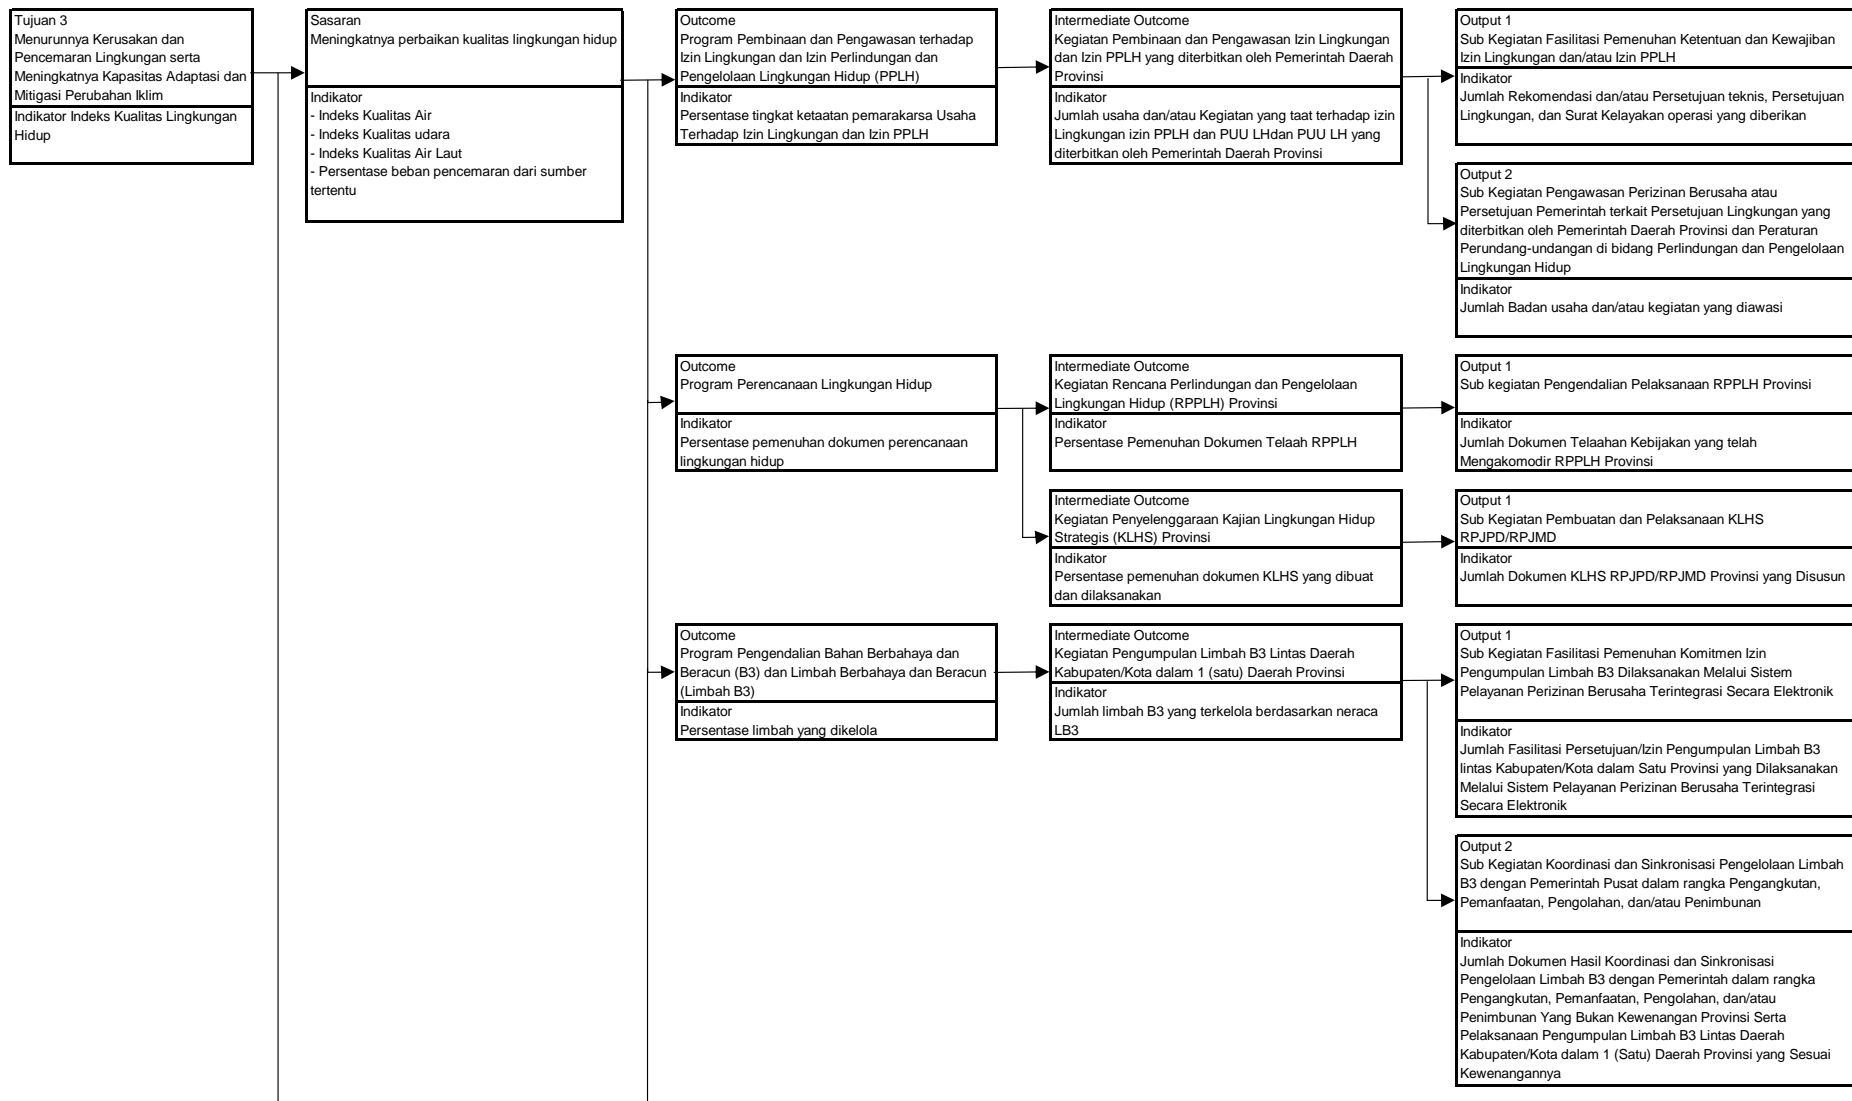 Tujuan 3
Menurunnya Kerusakan dan
Pencemaran Lingkungan serta
Meningkatnya Kapasitas Adaptasi dan
Mitigasi Perubahan Iklim
Indikator Indeks Kualitas Lingkungan
Hidup
Sasaran
Meningkatnya perbaikan kualitas lingkungan hidup
Indikator
- Indeks Kualitas Air
- Indeks Kualitas udara
- Indeks Kualitas Air Laut
- Persentase beban pencemaran dari sumber
tertentu
Outcome
Program Pembinaan dan Pengawasan terhadap
Izin Lingkungan dan Izin Perlindungan dan
Pengelolaan Lingkungan Hidup (PPLH)
Indikator
Persentase tingkat ketaatan pemarakarsa Usaha
Terhadap Izin Lingkungan dan Izin PPLH
Intermediate Outcome
Kegiatan Pembinaan dan Pengawasan Izin Lingkungan
dan Izin PPLH yang diterbitkan oleh Pemerintah Daerah
Provinsi
Indikator
Jumlah usaha dan/atau Kegiatan yang taat terhadap izin
Lingkungan izin PPLH dan PUU LHdan PUU LH yang
diterbitkan oleh Pemerintah Daerah Provinsi
Output 1
Sub Kegiatan Fasilitasi Pemenuhan Ketentuan dan Kewajiban
Izin Lingkungan dan/atau Izin PPLH
Indikator
Jumlah Rekomendasi dan/atau Persetujuan teknis, Persetujuan
Lingkungan, dan Surat Kelayakan operasi yang diberikan
Output 2
Sub Kegiatan Pengawasan Perizinan Berusaha atau
Persetujuan Pemerintah terkait Persetujuan Lingkungan yang
diterbitkan oleh Pemerintah Daerah Provinsi dan Peraturan
Perundang-undangan di bidang Perlindungan dan Pengelolaan
Lingkungan Hidup
Indikator
Jumlah Badan usaha dan/atau kegiatan yang diawasi
Outcome
Program Perencanaan Lingkungan Hidup
Indikator
Persentase pemenuhan dokumen perencanaan
lingkungan hidup
Intermediate Outcome
Kegiatan Rencana Perlindungan dan Pengelolaan
Lingkungan Hidup (RPPLH) Provinsi
Indikator
Persentase Pemenuhan Dokumen Telaah RPPLH
Output 1
Sub kegiatan Pengendalian Pelaksanaan RPPLH Provinsi
Indikator
Jumlah Dokumen Telaahan Kebijakan yang telah
Mengakomodir RPPLH Provinsi
Intermediate Outcome
Kegiatan Penyelenggaraan Kajian Lingkungan Hidup
Strategis (KLHS) Provinsi
Indikator
Persentase pemenuhan dokumen KLHS yang dibuat
dan dilaksanakan
Output 1
Sub Kegiatan Pembuatan dan Pelaksanaan KLHS
RPJPD/RPJMD
Indikator
Jumlah Dokumen KLHS RPJPD/RPJMD Provinsi yang Disusun
Outcome
Program Pengendalian Bahan Berbahaya dan
Beracun (B3) dan Limbah Berbahaya dan Beracun
(Limbah B3)
Indikator
Persentase limbah yang dikelola
Intermediate Outcome
Kegiatan Pengumpulan Limbah B3 Lintas Daerah
Kabupaten/Kota dalam 1 (satu) Daerah Provinsi
Indikator
Jumlah limbah B3 yang terkelola berdasarkan neraca
LB3
Output 1
Sub Kegiatan Fasilitasi Pemenuhan Komitmen Izin
Pengumpulan Limbah B3 Dilaksanakan Melalui Sistem
Pelayanan Perizinan Berusaha Terintegrasi Secara Elektronik
Indikator
Jumlah Fasilitasi Persetujuan/Izin Pengumpulan Limbah B3
lintas Kabupaten/Kota dalam Satu Provinsi yang Dilaksanakan
Melalui Sistem Pelayanan Perizinan Berusaha Terintegrasi
Secara Elektronik
Output 2
Sub Kegiatan Koordinasi dan Sinkronisasi Pengelolaan Limbah
B3 dengan Pemerintah Pusat dalam rangka Pengangkutan,
Pemanfaatan, Pengolahan, dan/atau Penimbunan
Indikator
Jumlah Dokumen Hasil Koordinasi dan Sinkronisasi
Pengelolaan Limbah B3 dengan Pemerintah dalam rangka
Pengangkutan, Pemanfaatan, Pengolahan, dan/atau
Penimbunan Yang Bukan Kewenangan Provinsi Serta
Pelaksanaan Pengumpulan Limbah B3 Lintas Daerah
Kabupaten/Kota dalam 1 (Satu) Daerah Provinsi yang Sesuai
Kewenangannya